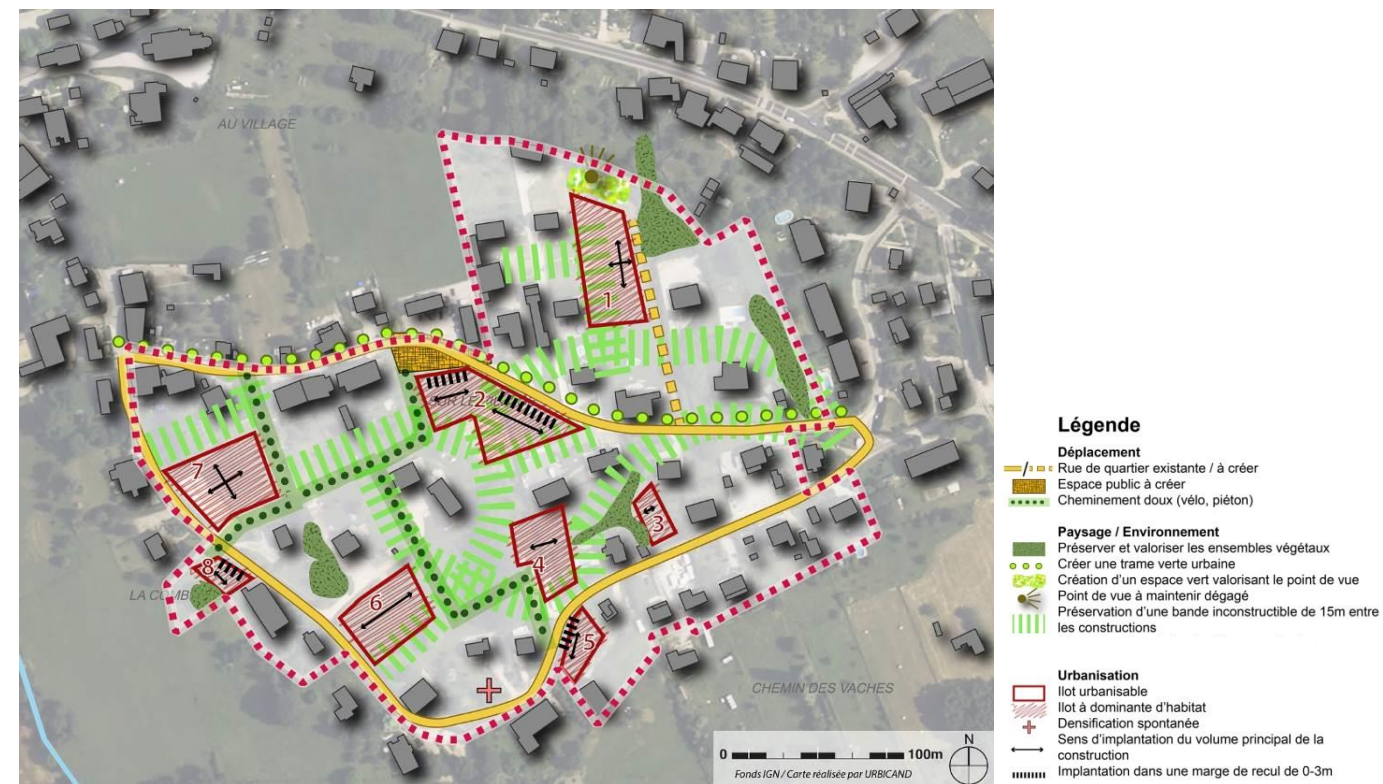 AU VILLAGE
1
2
7
3
4
8
LA COMB
6
5
CHEMIN DES VACHES
0 100m
N
Fonds IGN / Carte réalisée par URBICAND
Légende
Déplacement
Rue de quartier existante / à créer
Espace public à créer
Cheminement doux (vélo, piéton)
Paysage / Environnement
Préserver et valoriser les ensembles végétaux
Créer une trame verte urbaine
Création d'un espace vert valorisant le point de vue
Point de vue à maintenir dégagé
Préservation d'une bande inconstructible de 15m entre
les constructions
Urbanisation
Ilot urbanisable
Ilot à dominante d'habitat
Densification spontanée
Sens d'implantation du volume principal de la
construction
Implantation dans une marge de recul de 0-3m